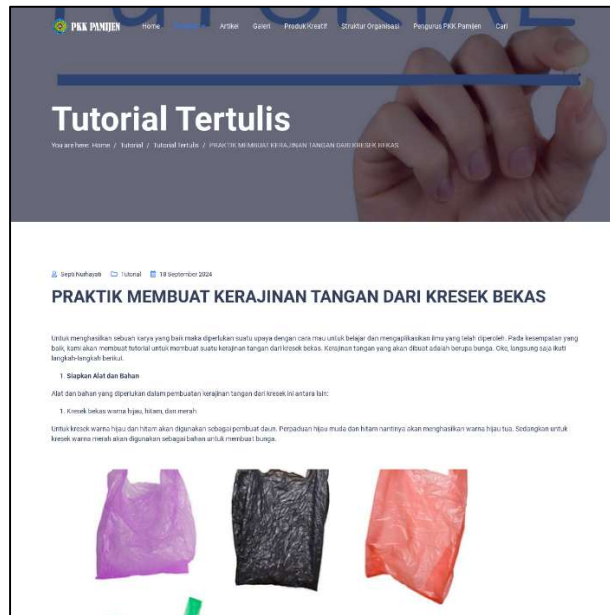 TUTORIAL
PKK PAMIJEN Home Artikel Galeri Produk Kreatif Struktur Organisasi Pengurus PKK Pamijen Cari
Tutorial Tertulis
You are here: Home / Tutorial / Tutorial Tertulis / PRAKTIK MEMBUAT KERAJINAN TANGAN DARI KRESEK BEKAS
Septi Nurhayati Tutorial 18 September 2024
PRAKTIK MEMBUAT KERAJINAN TANGAN DARI KRESEK BEKAS
Untuk menghasilkan sebuah karya yang baik maka diperlukan suatu upaya dengan cara mau untuk belajar dan mengaplikasikan ilmu yang telah diperoleh. Pada kesempatan yang
baik, kami akan membuat tutorial untuk membuat suatu kerajinan tangan dari kresek bekas. Kerajinan tangan yang akan dibuat adalah berupa bunga. Oke, langsung saja ikuti
langkah-langkah berikut.
1. Siapkan Alat dan Bahan
Alat dan bahan yang diperlukan dalam pembuatan kerajinan tangan dari kresek ini antara lain:
1. Kresek bekas warna hijau, hitam, dan merah
Untuk kresek warna hijau dan hitam akan digunakan sebagai pembuat daun. Perpaduan hijau muda dan hitam nantinya akan menghasilkan warna hijau tua. Sedangkan untuk
kresek warna merah akan digunakan sebagai bahan untuk membuat bunga.